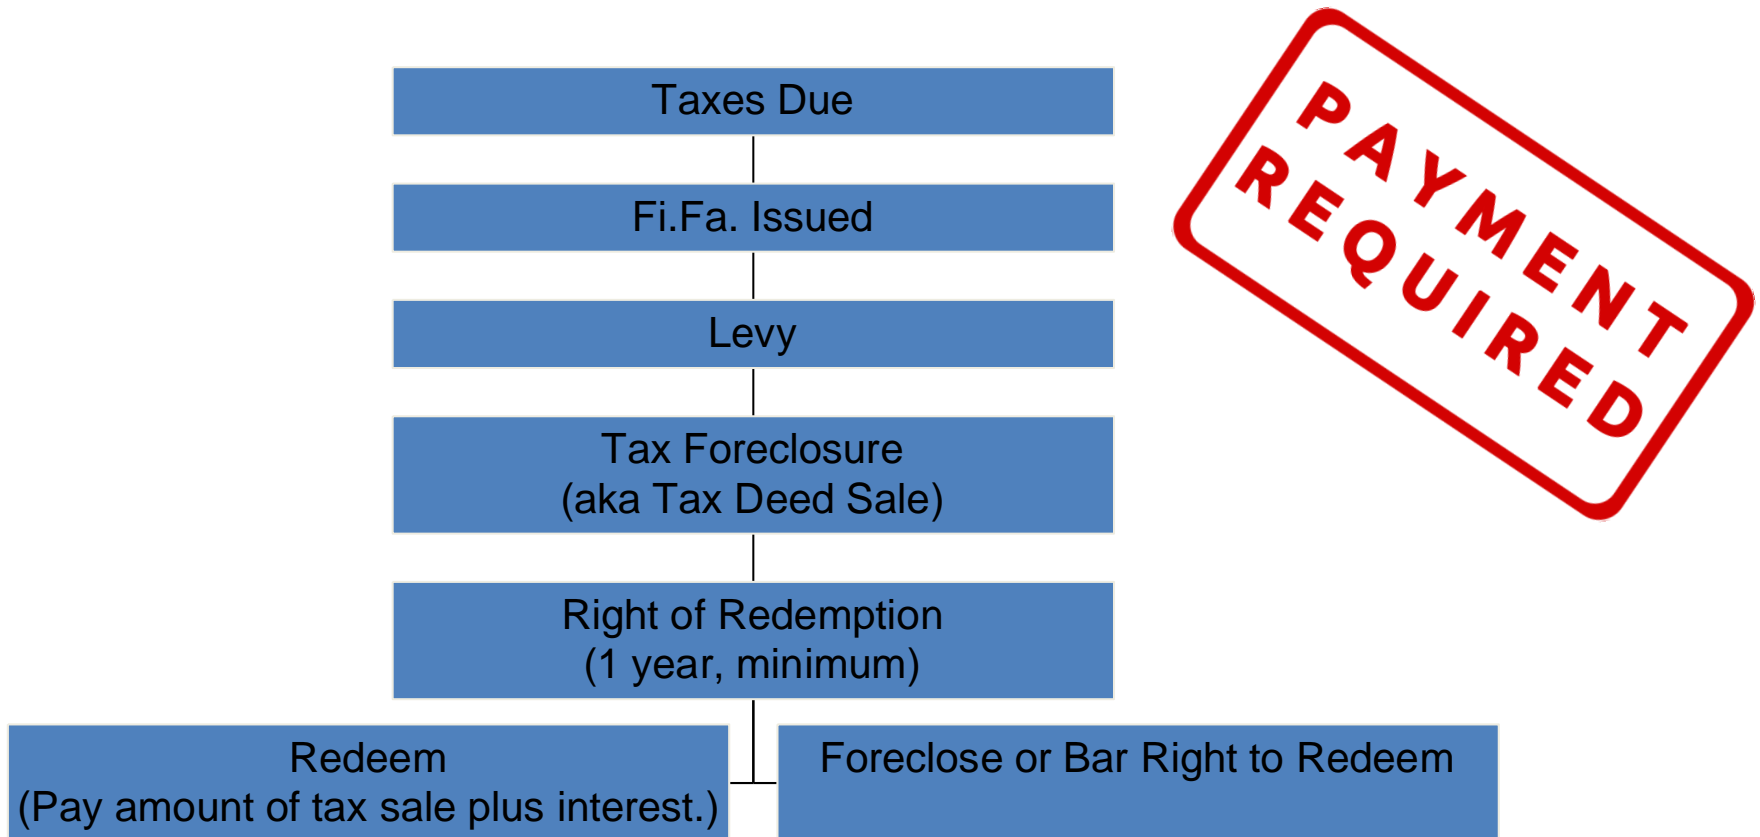 Taxes Due
Fi.Fa. Issued
Levy
Tax Foreclosure
(aka Tax Deed Sale)
Right of Redemption
(1 year, minimum)
Redeem
(Pay amount of tax sale plus interest.)
Foreclose or Bar Right to Redeem
PAYMENT
REQUIRED